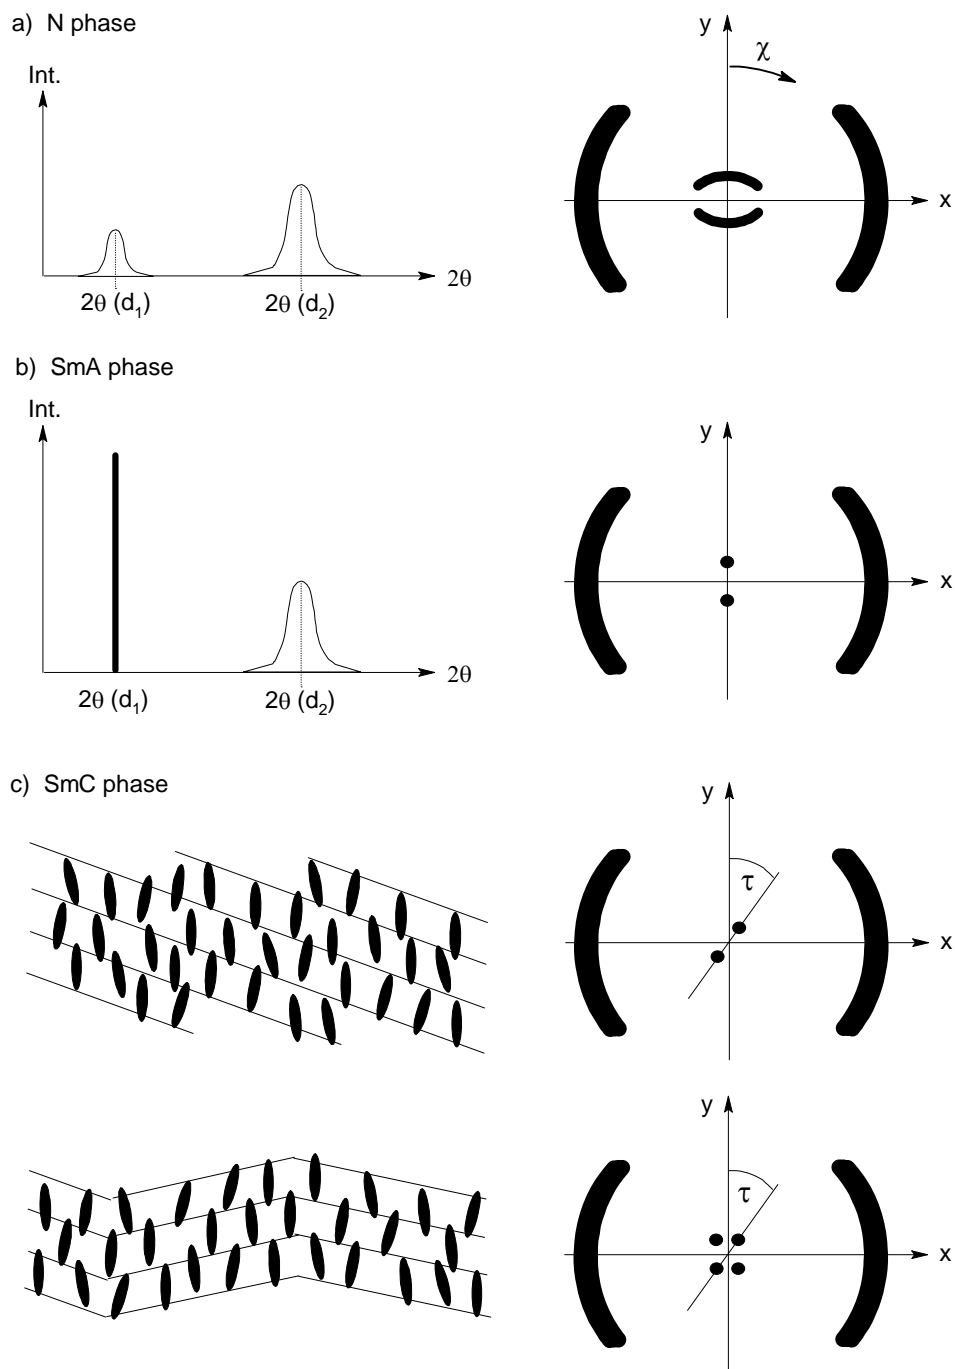 a) N phase
y
χ
Int.
x
2θ
2θ (d₁) 2θ (d₂)
b) SmA phase
Int.
y
x
2θ
2θ (d₁) 2θ (d₂)
c) SmC phase
y
τ
x
y
τ
x